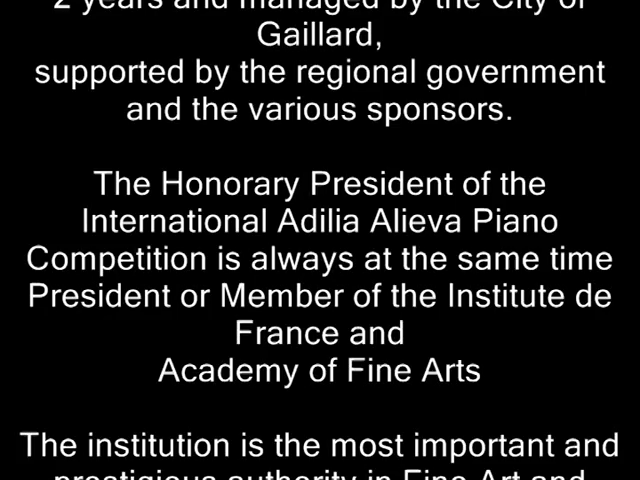 2 years and managed by the City of
Gaillard,
supported by the regional government
and the various sponsors.
The Honorary President of the
International Adilia Alieva Piano
Competition is always at the same time
President or Member of the Institute de
France and
Academy of Fine Arts
The institution is the most important and
prestigious authority in Fine Art and